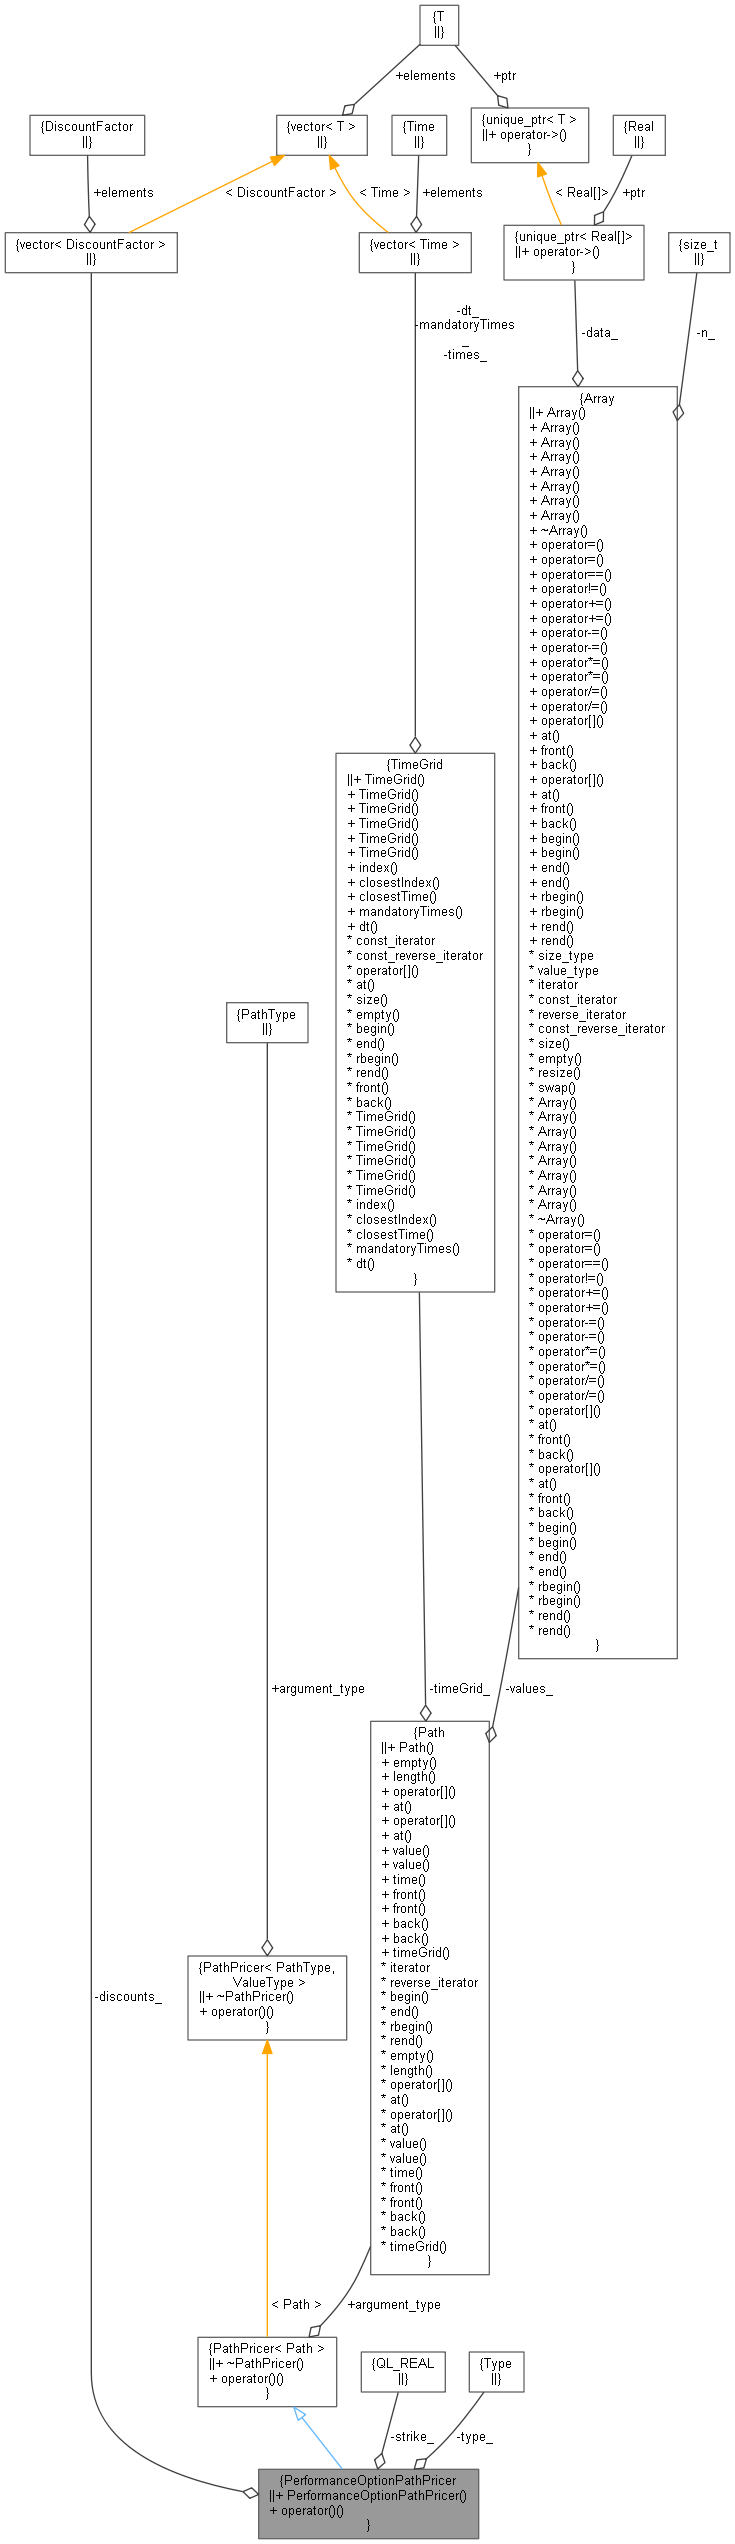 {T
||}
+elements
+ptr
{DiscountFactor
||}
{vector< T >
||}
{Time
||}
{unique_ptr< T >
||+ operator->()
}
{Real
||}
+elements
< DiscountFactor >
< Time >
+elements
< Real[]>
+ptr
{vector< DiscountFactor >
||}
{vector< Time >
||}
{unique_ptr< Real[]>
||+ operator->()
}
{size_t
||}
-dt_
-mandatoryTimes
_
-times_
-data_
-n_
{Array
||+ Array()
+ Array()
+ Array()
+ Array()
+ Array()
+ Array()
+ Array()
+ Array()
+ ~Array()
+ operator=()
+ operator=()
+ operator==()
+ operator!=()
+ operator+=()
+ operator+=()
+ operator-=()
+ operator-=()
+ operator*=()
+ operator*=()
+ operator/=()
+ operator/=()
+ operator[]()
+ at()
+ front()
+ back()
+ operator[]()
+ at()
+ front()
+ back()
+ begin()
+ begin()
+ end()
+ end()
+ rbegin()
+ rbegin()
+ rend()
+ rend()
* size_type
* value_type
* iterator
* const_iterator
* reverse_iterator
* const_reverse_iterator
* size()
* empty()
* resize()
* swap()
* Array()
* Array()
* Array()
* Array()
* Array()
* Array()
* Array()
* Array()
* ~Array()
* operator=()
* operator=()
* operator==()
* operator!=()
* operator+=()
* operator+=()
* operator-=()
* operator-=()
* operator*=()
* operator*=()
* operator/=()
* operator/=()
* operator[]()
* at()
* front()
* back()
* operator[]()
* at()
* front()
* back()
* begin()
* begin()
* end()
* end()
* rbegin()
* rbegin()
* rend()
* rend()
}
{TimeGrid
||+ TimeGrid()
+ TimeGrid()
+ TimeGrid()
+ TimeGrid()
+ TimeGrid()
+ TimeGrid()
+ index()
+ closestIndex()
+ closestTime()
+ mandatoryTimes()
+ dt()
* const_iterator
* const_reverse_iterator
* operator[]()
* at()
* size()
* empty()
* begin()
* end()
* rbegin()
* rend()
* front()
* back()
* TimeGrid()
* TimeGrid()
* TimeGrid()
* TimeGrid()
* TimeGrid()
* TimeGrid()
* index()
* closestIndex()
* closestTime()
* mandatoryTimes()
* dt()
}
{PathType
||}
+argument_type
-timeGrid_
-values_
{Path
||+ Path()
+ empty()
+ length()
+ operator[]()
+ at()
+ operator[]()
+ at()
+ value()
+ value()
+ time()
+ front()
+ front()
+ back()
+ back()
+ timeGrid()
* iterator
* reverse_iterator
* begin()
* end()
* rbegin()
* rend()
* empty()
* length()
* operator[]()
* at()
* operator[]()
* at()
* value()
* value()
* time()
* front()
* front()
* back()
* back()
* timeGrid()
}
{PathPricer< PathType,
ValueType >
||+ ~PathPricer()
+ operator()()
}
-discounts_
< Path >
+argument_type
{PathPricer< Path >
||+ ~PathPricer()
+ operator()()
}
{QL_REAL
||}
{Type
||}
-strike_
-type_
{PerformanceOptionPathPricer
||+ PerformanceOptionPathPricer()
+ operator()()
}